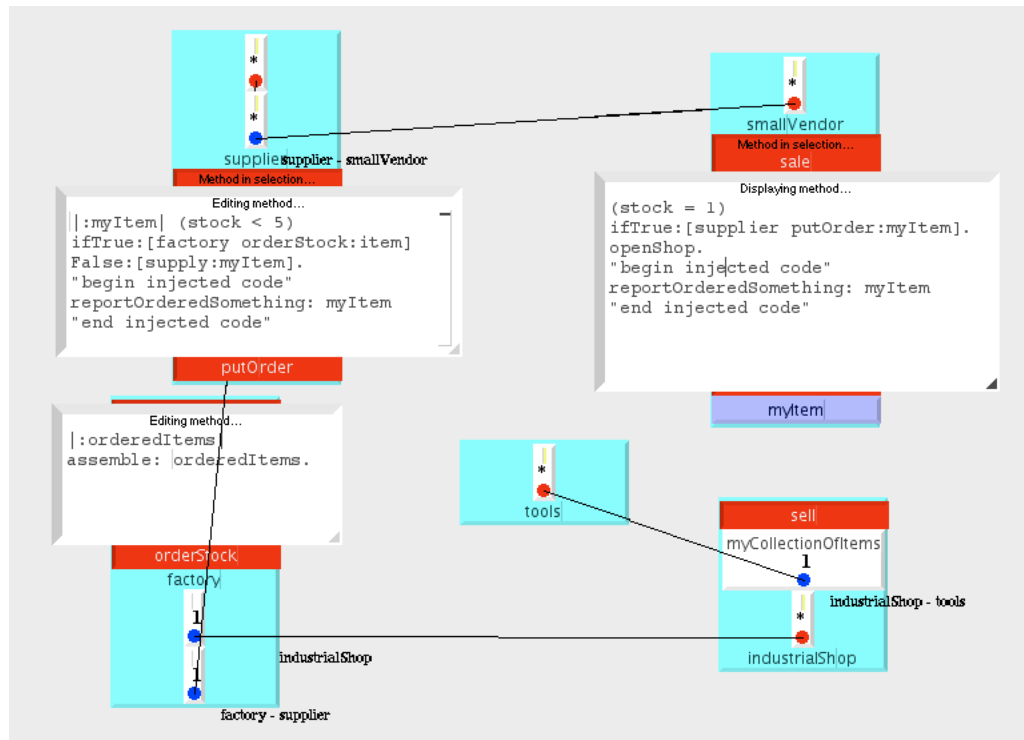 *
*
supplier
supplier - smallVendor
Method in selection...
Editing method...
|:myItem| (stock < 5)
ifTrue:[factory orderStock:item]
False:[supply:myItem].
"begin injected code"
reportOrderedSomething: myItem
"end injected code"
putOrder
*
smallVendor
Method in selection...
sale
Displaying method...
(stock = 1)
ifTrue:[supplier putOrder:myItem].
openShop.
"begin injected code"
reportOrderedSomething: myItem
"end injected code"
myItem
Editing method...
|:orderedItems|
assemble: orderedItems.
orderStock
factory
1
industrialShop
1
factory - supplier
*
tools
sell
myCollectionOfItems
1
industrialShop - tools
*
industrialShop